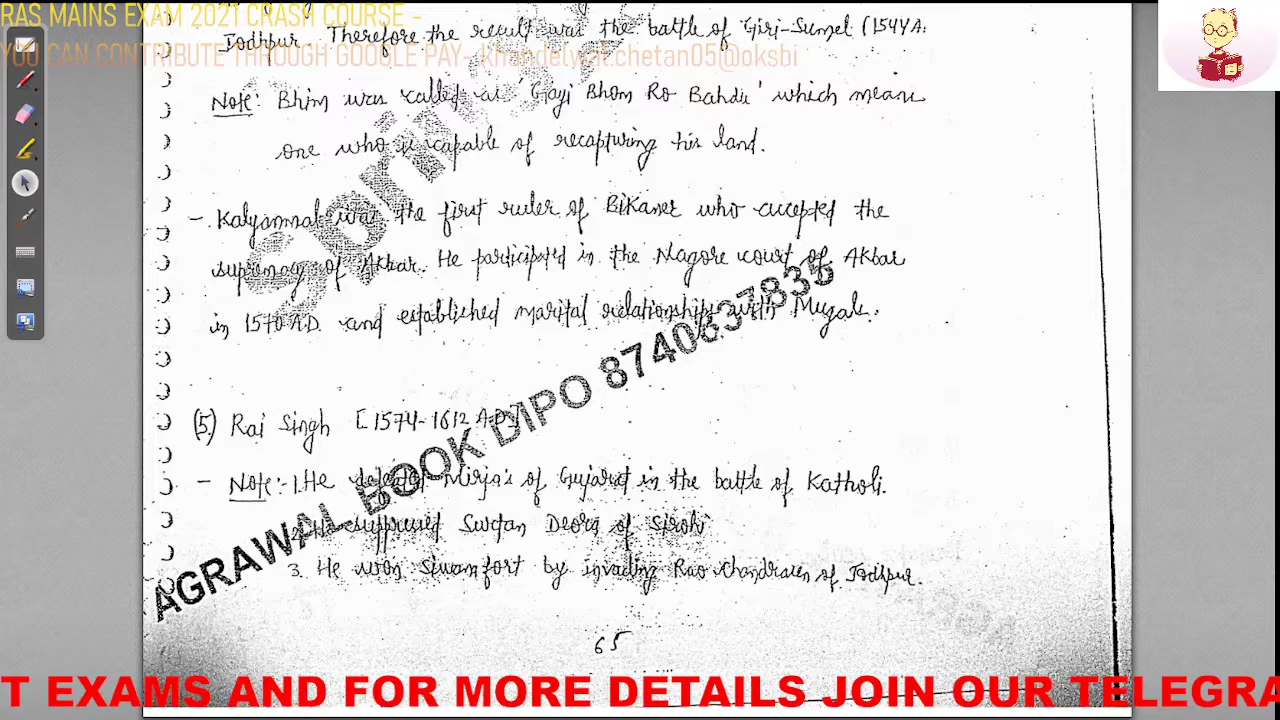 RAS MAINS EXAM 2021 CRASH COURSE -
YOU CAN CONTRIBUTE THROUGH GOOGLE PAY- khandelwal.chetan05@oksbi
Jodhpur. Therefore the result was the battle of Giri-Sumel (1544 A.
Note: Bhim was called as 'Gayi Bhom Ro Bahdu' which means
one who is capable of recapturing his land.
- Kalyanmal was the first ruler of Bikaner who accepted the
supremacy of Akbar. He participated in the Nagore court of Akbar
in 1570 A.D. and established marital relationships with Mugals.
(5) Rai Singh [1574-1612 A.D.]
- Note:- 1. He defeated Mirja's of Gujarat in the battle of Katholi.
2. He suppressed Surtan Deora of Sirohi
3. He won Siwan fort by invading Rao Chandrasen of Jodhpur.
65
AGRAWAL BOOK DIPO 8740837835
T EXAMS AND FOR MORE DETAILS JOIN OUR TELEGRA